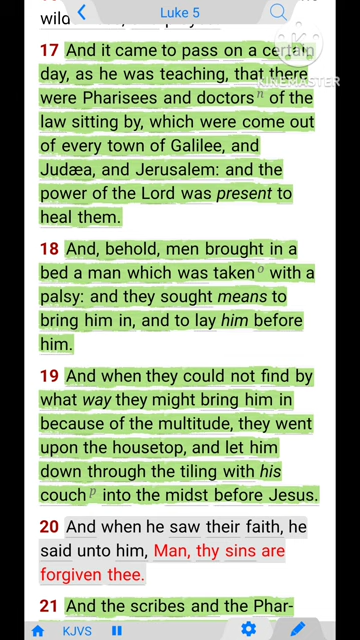 Luke 5
wild
KINEMASTER
17 And it came to pass on a certain
day, as he was teaching, that there
were Pharisees and doctors n of the
law sitting by, which were come out
of every town of Galilee, and
Judæa, and Jerusalem: and the
power of the Lord was present to
heal them.
18 And, behold, men brought in a
bed a man which was taken o with a
palsy: and they sought means to
bring him in, and to lay him before
him.
19 And when they could not find by
what way they might bring him in
because of the multitude, they went
upon the housetop, and let him
down through the tiling with his
couch p into the midst before Jesus.
20 And when he saw their faith, he
said unto him, Man, thy sins are
forgiven thee.
21 And the scribes and the Phar-
KJVS